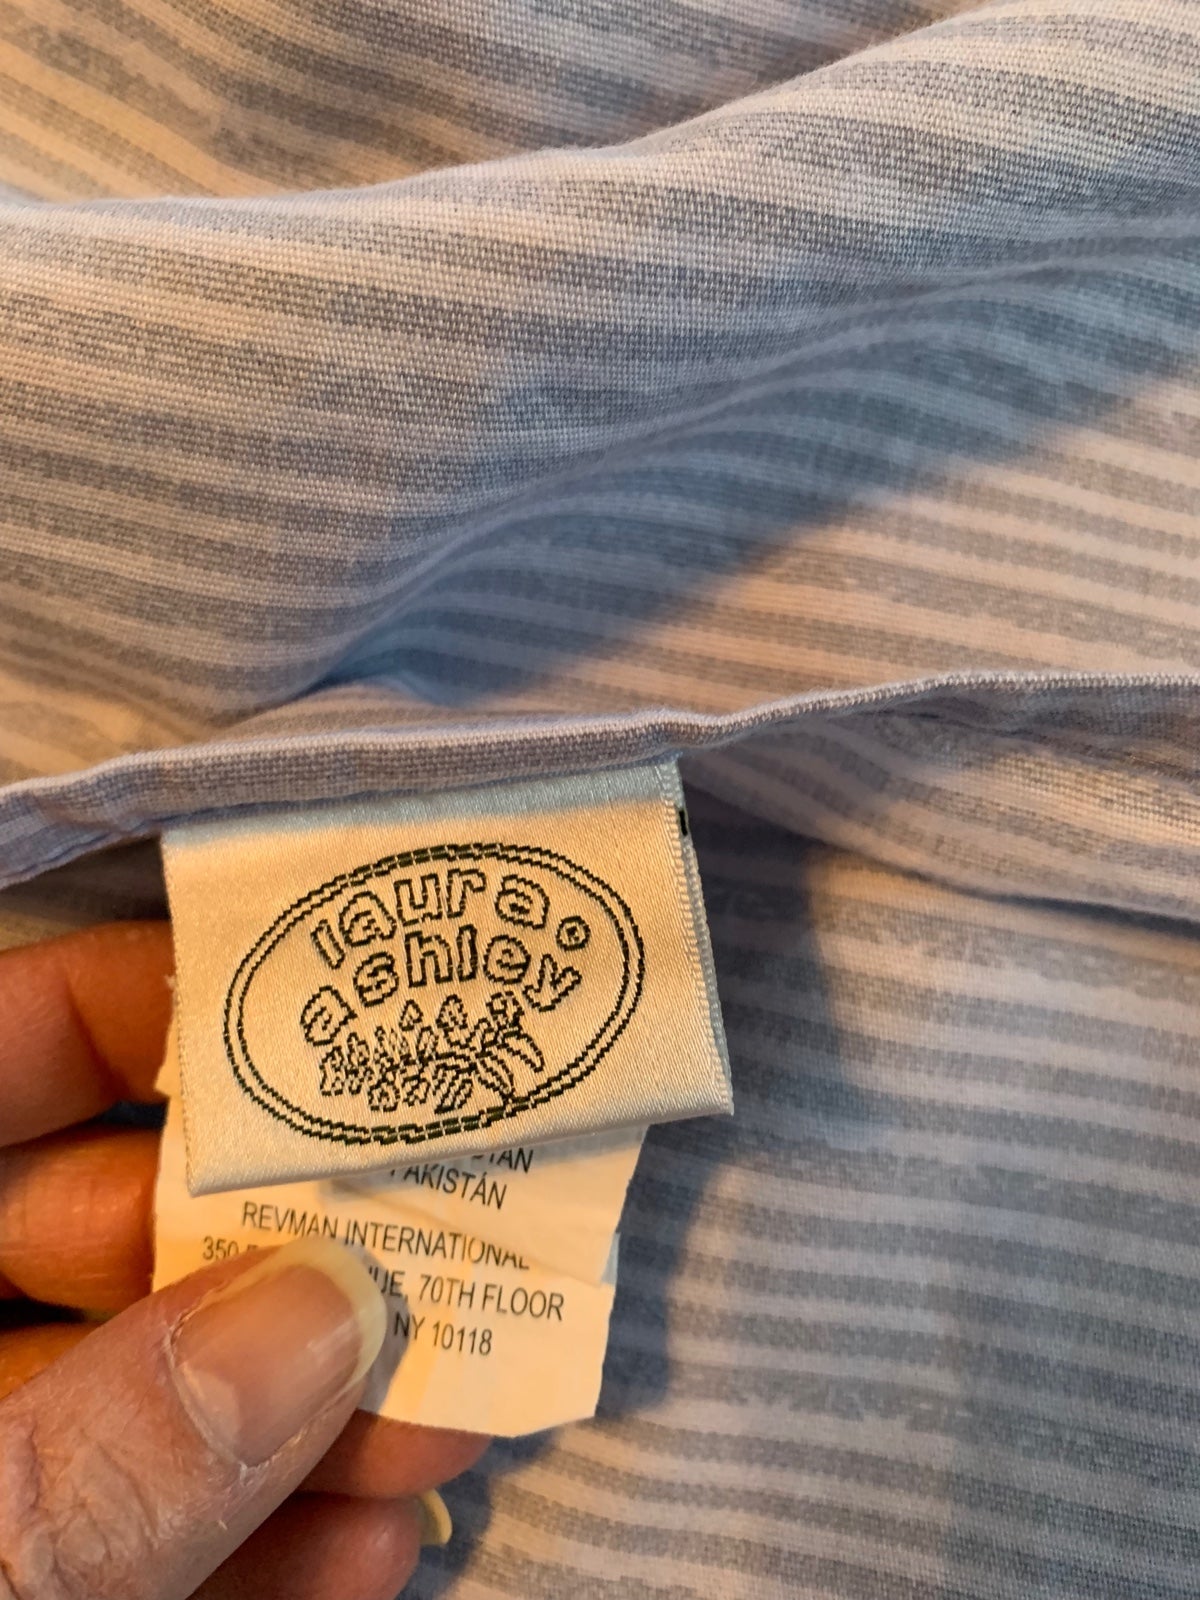 laura
ashley
PAKISTÁN
REVMAN INTERNATIONAL
350
70TH FLOOR
NY 10118